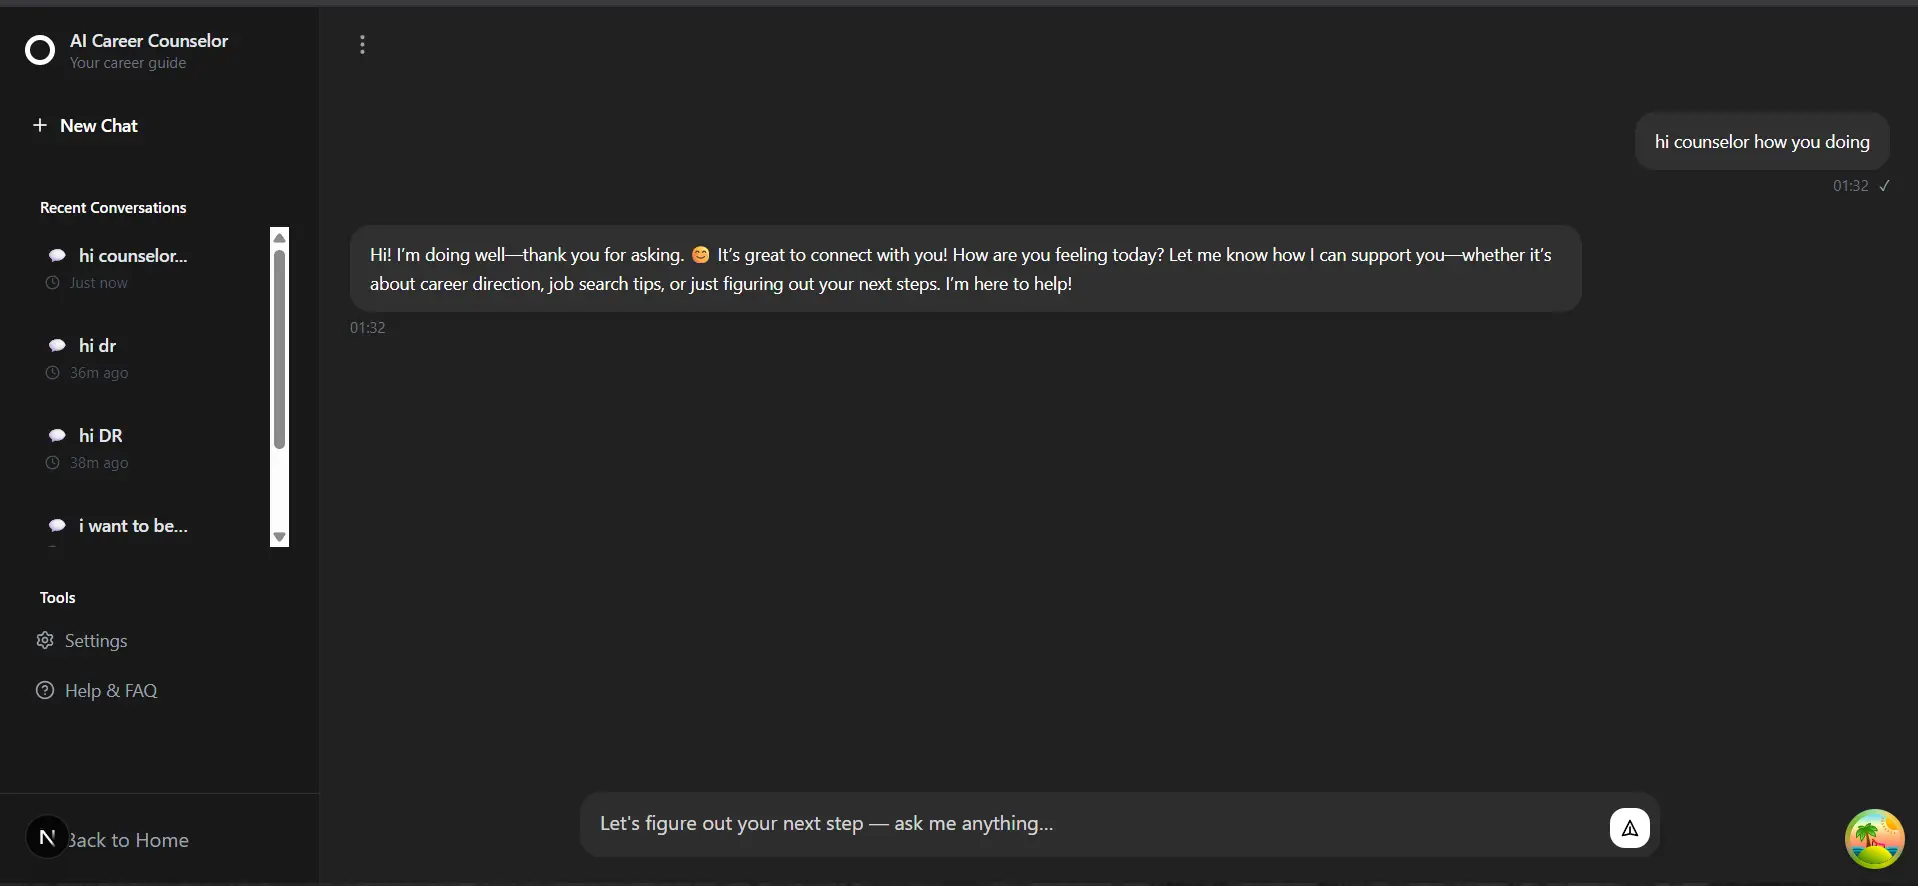 AI Career Counselor
Your career guide
New Chat
Recent Conversations
hi counselor...
Just now
hi dr
36m ago
hi DR
38m ago
i want to be...
Tools
Settings
Help & FAQ
N
Back to Home
hi counselor how you doing
01:32 ✓
Hi! I’m doing well—thank you for asking. 😊 It’s great to connect with you! How are you feeling today? Let me know how I can support you—whether it’s
about career direction, job search tips, or just figuring out your next steps. I’m here to help!
01:32
Let's figure out your next step — ask me anything...